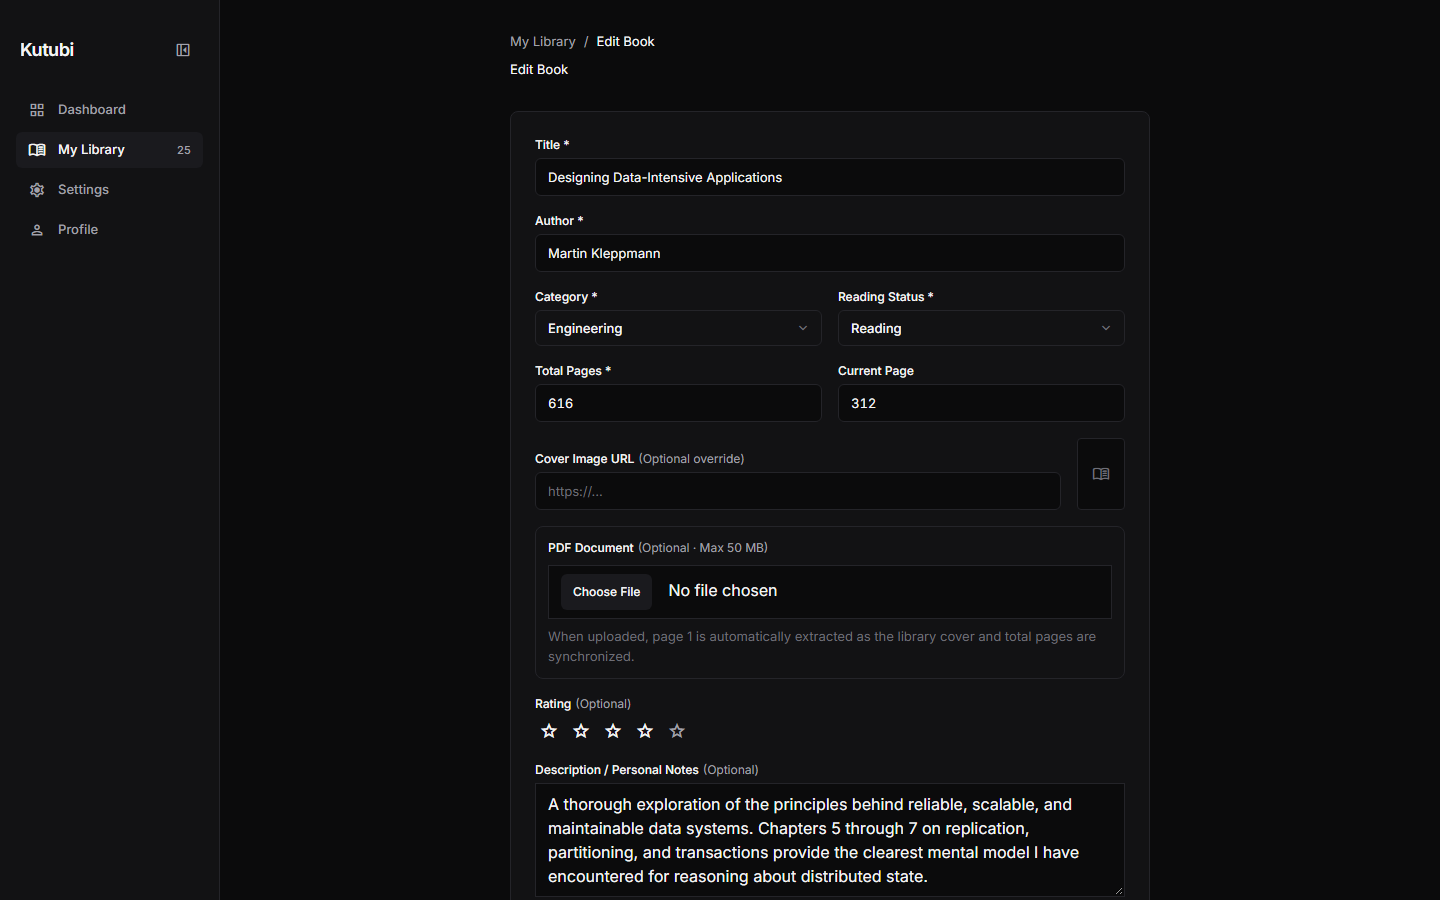 Kutubi
Dashboard
My Library 25
Settings
Profile
My Library / Edit Book
Edit Book
Title *
Designing Data-Intensive Applications
Author *
Martin Kleppmann
Category *
Engineering
Reading Status *
Reading
Total Pages *
616
Current Page
312
Cover Image URL (Optional override)
https://...
PDF Document (Optional · Max 50 MB)
Choose File No file chosen
When uploaded, page 1 is automatically extracted as the library cover and total pages are
synchronized.
Rating (Optional)
Description / Personal Notes (Optional)
A thorough exploration of the principles behind reliable, scalable, and
maintainable data systems. Chapters 5 through 7 on replication,
partitioning, and transactions provide the clearest mental model I have
encountered for reasoning about distributed state.